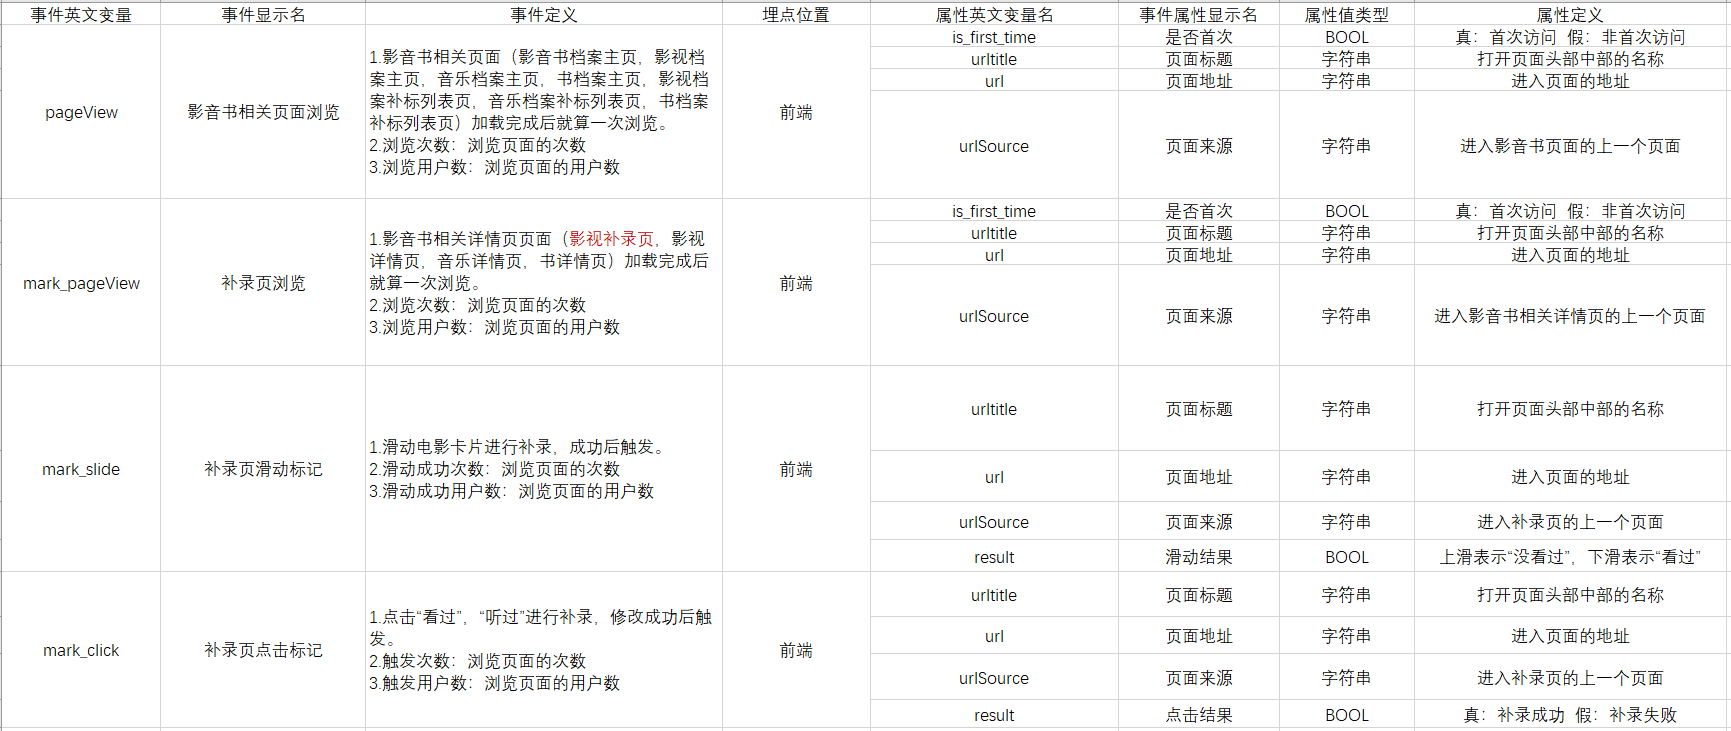 事件英文变量 事件显示名 事件定义 埋点位置 属性英文变量名 事件属性显示名 属性值类型 属性定义
pageView
影音书相关页面浏览
1.影音书相关页面（影音书档案主页，影视档
案主页，音乐档案主页，书档案主页，影视档
案补标列表页，音乐档案补标列表页，书档案
补标列表页）加载完成后就算一次浏览。
2.浏览次数：浏览页面的次数
3.浏览用户数：浏览页面的用户数
前端
is_first_time 是否首次 BOOL 真：首次访问 假：非首次访问
urltitle 页面标题 字符串 打开页面头部中部的名称
url 页面地址 字符串 进入页面的地址
urlSource 页面来源 字符串 进入影音书页面的上一个页面
mark_pageView
补录页浏览
1.影音书相关详情页页面（影视补录页，影视
详情页，音乐详情页，书详情页）加载完成后
就算一次浏览。
2.浏览次数：浏览页面的次数
3.浏览用户数：浏览页面的用户数
前端
is_first_time 是否首次 BOOL 真：首次访问 假：非首次访问
urltitle 页面标题 字符串 打开页面头部中部的名称
url 页面地址 字符串 进入页面的地址
urlSource 页面来源 字符串 进入影音书相关详情页的上一个页面
mark_slide
补录页滑动标记
1.滑动电影卡片进行补录，成功后触发。
2.滑动成功次数：浏览页面的次数
3.滑动成功用户数：浏览页面的用户数
前端
urltitle 页面标题 字符串 打开页面头部中部的名称
url 页面地址 字符串 进入页面的地址
urlSource 页面来源 字符串 进入补录页的上一个页面
result 滑动结果 BOOL 上滑表示“没看过”，下滑表示“看过”
mark_click
补录页点击标记
1.点击“看过”，“听过”进行补录，修改成功后触
发。
2.触发次数：浏览页面的次数
3.触发用户数：浏览页面的用户数
前端
urltitle 页面标题 字符串 打开页面头部中部的名称
url 页面地址 字符串 进入页面的地址
urlSource 页面来源 字符串 进入补录页的上一个页面
result 点击结果 BOOL 真：补录成功 假：补录失败